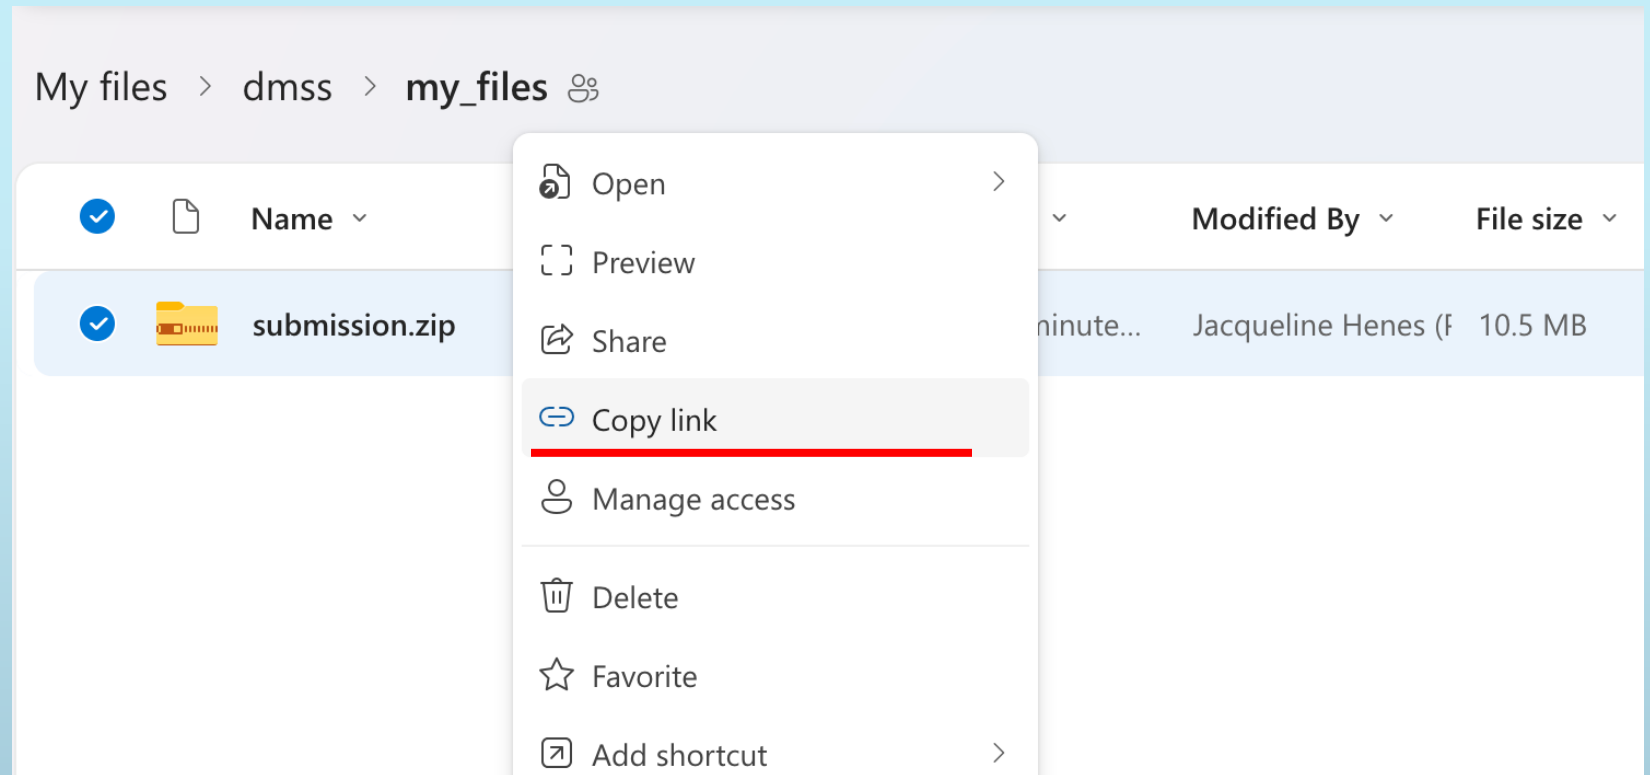 My files > dmss > my_files
Name Modified By File size
submission.zip Jacqueline Henes 10.5 MB
Open
Preview
Share
Copy link
Manage access
Delete
Favorite
Add shortcut